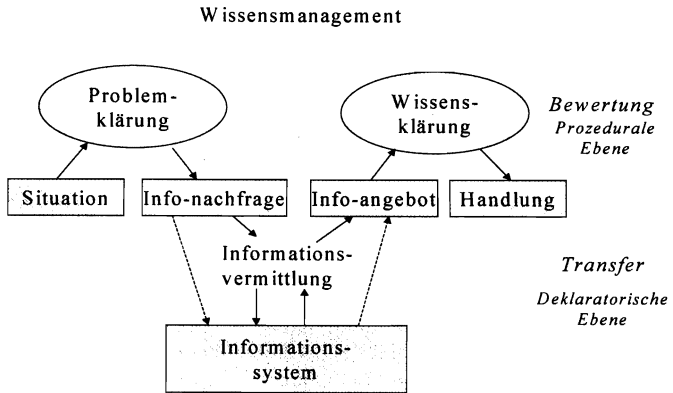 Wissensmanagement
Problem-
klärung
Wissens-
klärung
Bewertung
Prozedurale
Ebene
Situation
Info-nachfrage
Info-angebot
Handlung
Informations-
vermittlung
Transfer
Deklaratorische
Ebene
Informations-
system